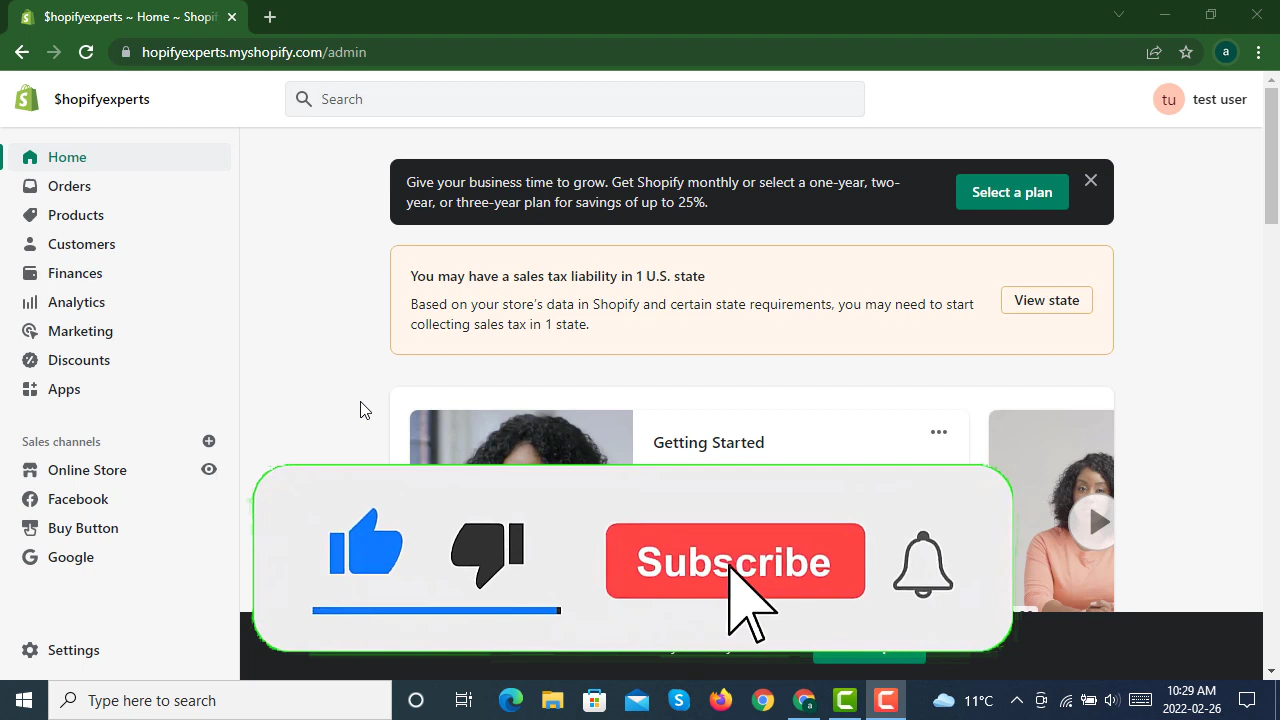 $hopifyexperts ~ Home ~ Shopif
hopifyexperts.myshopify.com/admin
a
$hopifyexperts
Search
tu
test user
Home
Orders
Products
Customers
Finances
Analytics
Marketing
Discounts
Apps
Sales channels
Online Store
Facebook
Buy Button
Google
Settings
Give your business time to grow. Get Shopify monthly or select a one-year, two-
year, or three-year plan for savings of up to 25%.
Select a plan
You may have a sales tax liability in 1 U.S. state
Based on your store's data in Shopify and certain state requirements, you may need to start
collecting sales tax in 1 state.
View state
Getting Started
Subscribe
Type here to search
11°C
10:29 AM
2022-02-26